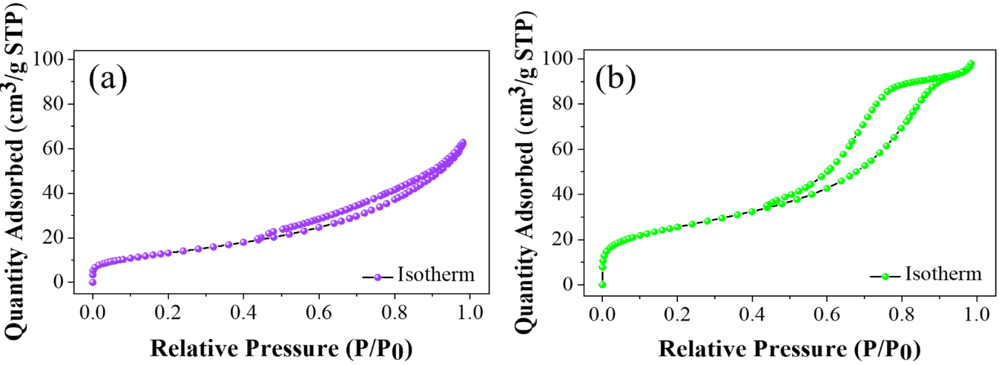 Quantity Adsorbed (cm³/g STP)
100
80
60
40
20
0
(a)
Isotherm
0.0 0.2 0.4 0.6 0.8 1.0
Relative Pressure (P/P₀)
Quantity Adsorbed (cm³/g STP)
100
80
60
40
20
0
(b)
Isotherm
0.0 0.2 0.4 0.6 0.8 1.0
Relative Pressure (P/P₀)